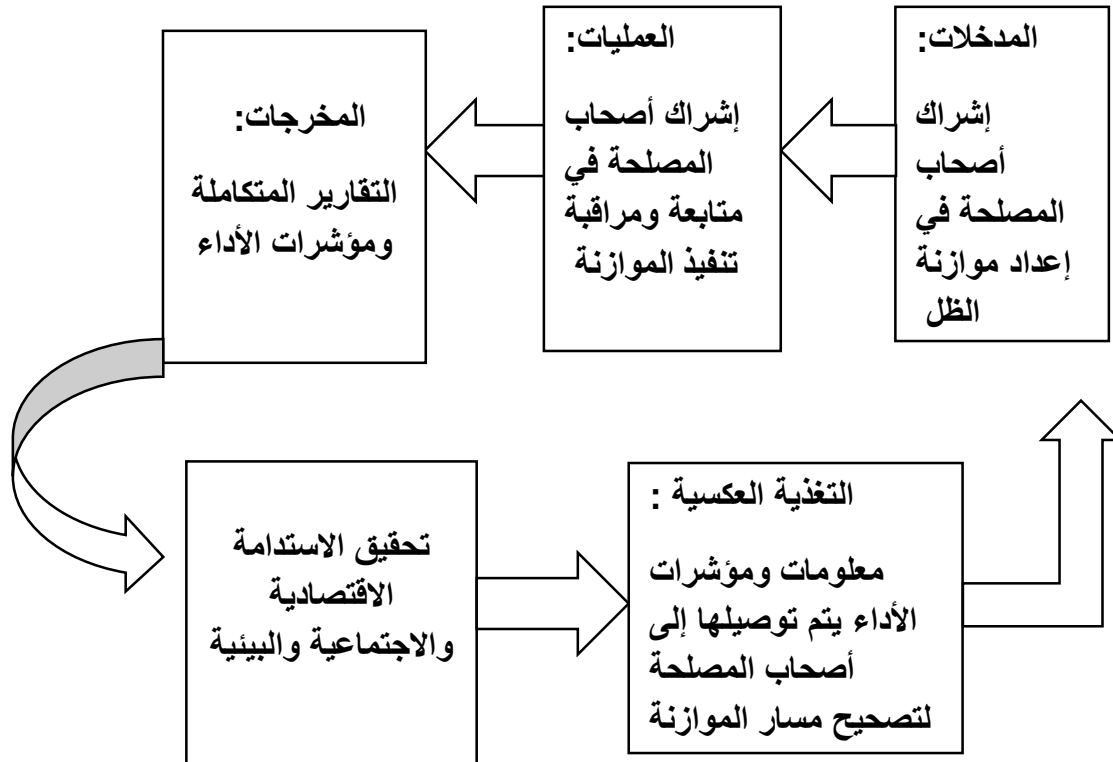 المدخلات:
إشراك
أصحاب
المصلحة في
إعداد موازنة
الظل
العمليات:
إشراك أصحاب
المصلحة في
متابعة ومراقبة
تنفيذ الموازنة
المخرجات:
التقارير المتكاملة
ومؤشرات الأداء
تحقيق الاستدامة
الاقتصادية
والاجتماعية والبيئية
التغذية العكسية :
معلومات ومؤشرات
الأداء يتم توصيلها إلى
أصحاب المصلحة
لتصحيح مسار الموازنة